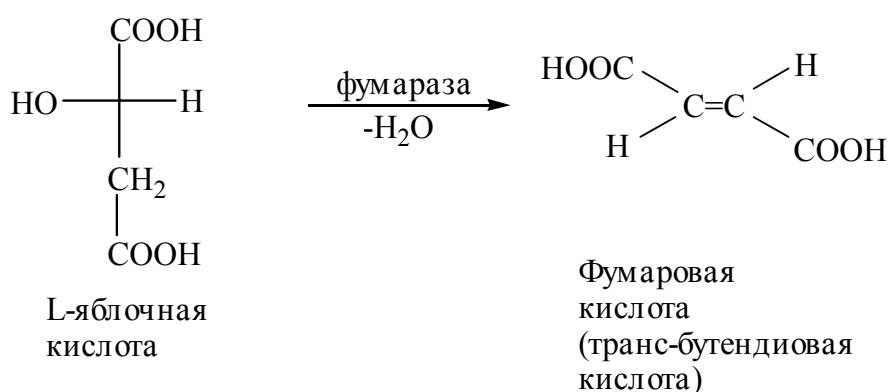 COOH
HO H
CH2
COOH
L-яблочная
кислота
фумараза
-H2O
HOOC H
C=C
H COOH
Фумаровая
кислота
(транс-бутендиовая
кислота)